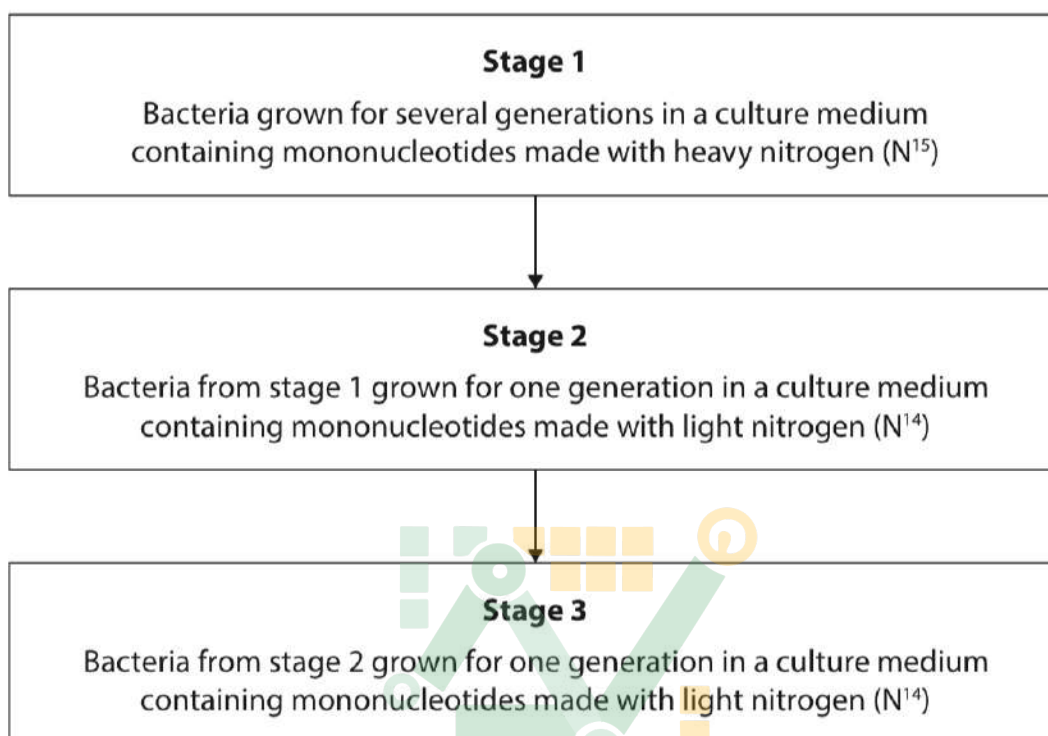 Stage 1
Bacteria grown for several generations in a culture medium
containing mononucleotides made with heavy nitrogen (N¹⁵)
Stage 2
Bacteria from stage 1 grown for one generation in a culture medium
containing mononucleotides made with light nitrogen (N¹⁴)
Stage 3
Bacteria from stage 2 grown for one generation in a culture medium
containing mononucleotides made with light nitrogen (N¹⁴)